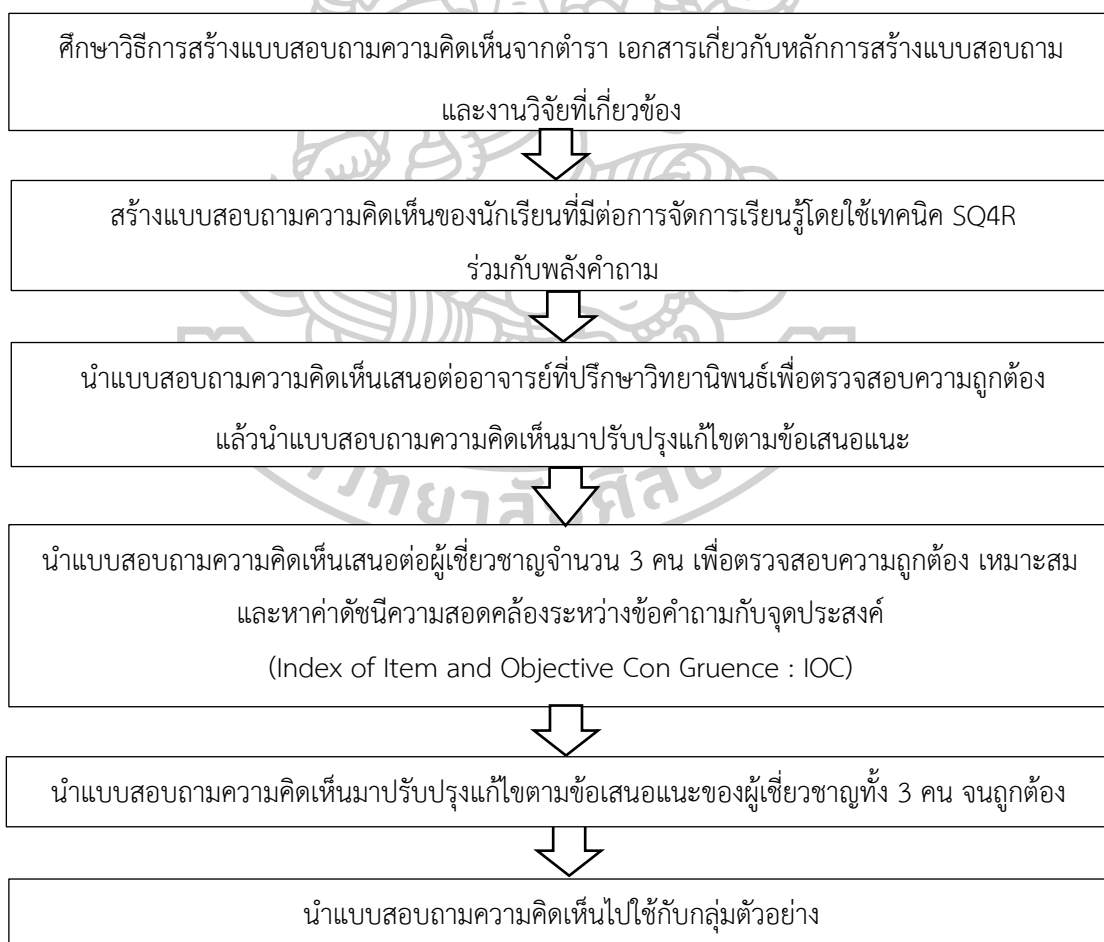 ศึกษาวิธีการสร้างแบบสอบถามความคิดเห็นจากตำรา เอกสารเกี่ยวกับหลักการสร้างแบบสอบถาม
และงานวิจัยที่เกี่ยวข้อง
สร้างแบบสอบถามความคิดเห็นของนักเรียนที่มีต่อการจัดการเรียนรู้โดยใช้เทคนิค SQ4R
ร่วมกับพลังคำถาม
นำแบบสอบถามความคิดเห็นเสนอต่ออาจารย์ที่ปรึกษาวิทยานิพนธ์เพื่อตรวจสอบความถูกต้อง
แล้วนำแบบสอบถามความคิดเห็นมาปรับปรุงแก้ไขตามข้อเสนอแนะ
นำแบบสอบถามความคิดเห็นเสนอต่อผู้เชี่ยวชาญจำนวน 3 คน เพื่อตรวจสอบความถูกต้อง เหมาะสม
และหาค่าดัชนีความสอดคล้องระหว่างข้อคำถามกับจุดประสงค์
(Index of Item and Objective Con Gruence : IOC)
นำแบบสอบถามความคิดเห็นมาปรับปรุงแก้ไขตามข้อเสนอแนะของผู้เชี่ยวชาญทั้ง 3 คน จนถูกต้อง
นำแบบสอบถามความคิดเห็นไปใช้กับกลุ่มตัวอย่าง